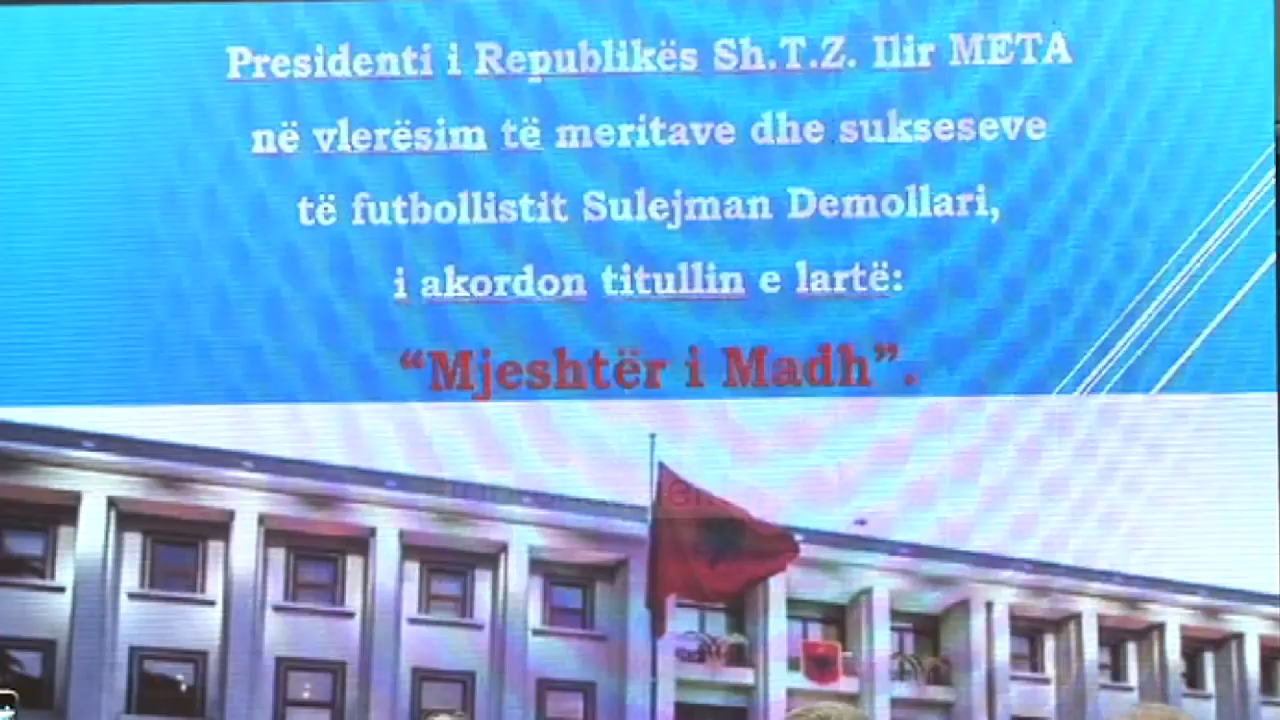 Presidenti i Republikës Sh.T.Z. Ilir META
në vlerësim të meritave dhe sukseseve
të futbollistit Sulejman Demollari,
i akordon titullin e lartë:
“Mjeshtër i Madh”.